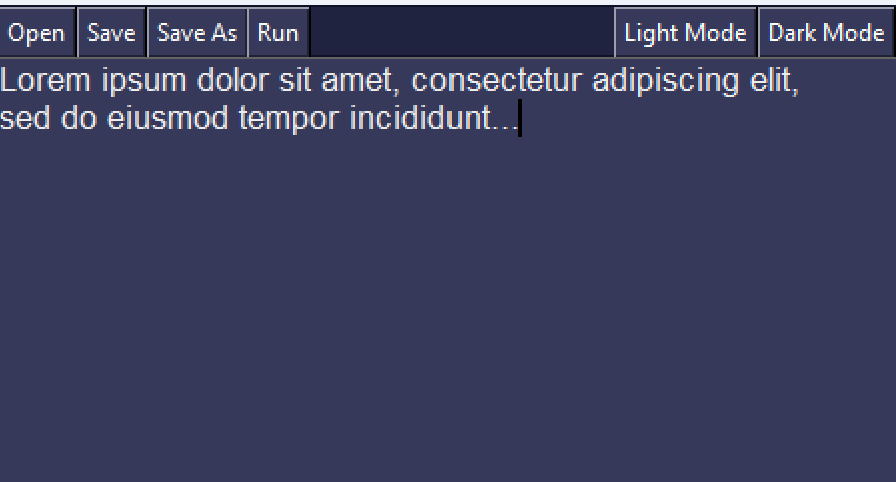 Open Save Save As Run Light Mode Dark Mode
Lorem ipsum dolor sit amet, consectetur adipiscing elit,
sed do eiusmod tempor incididunt...